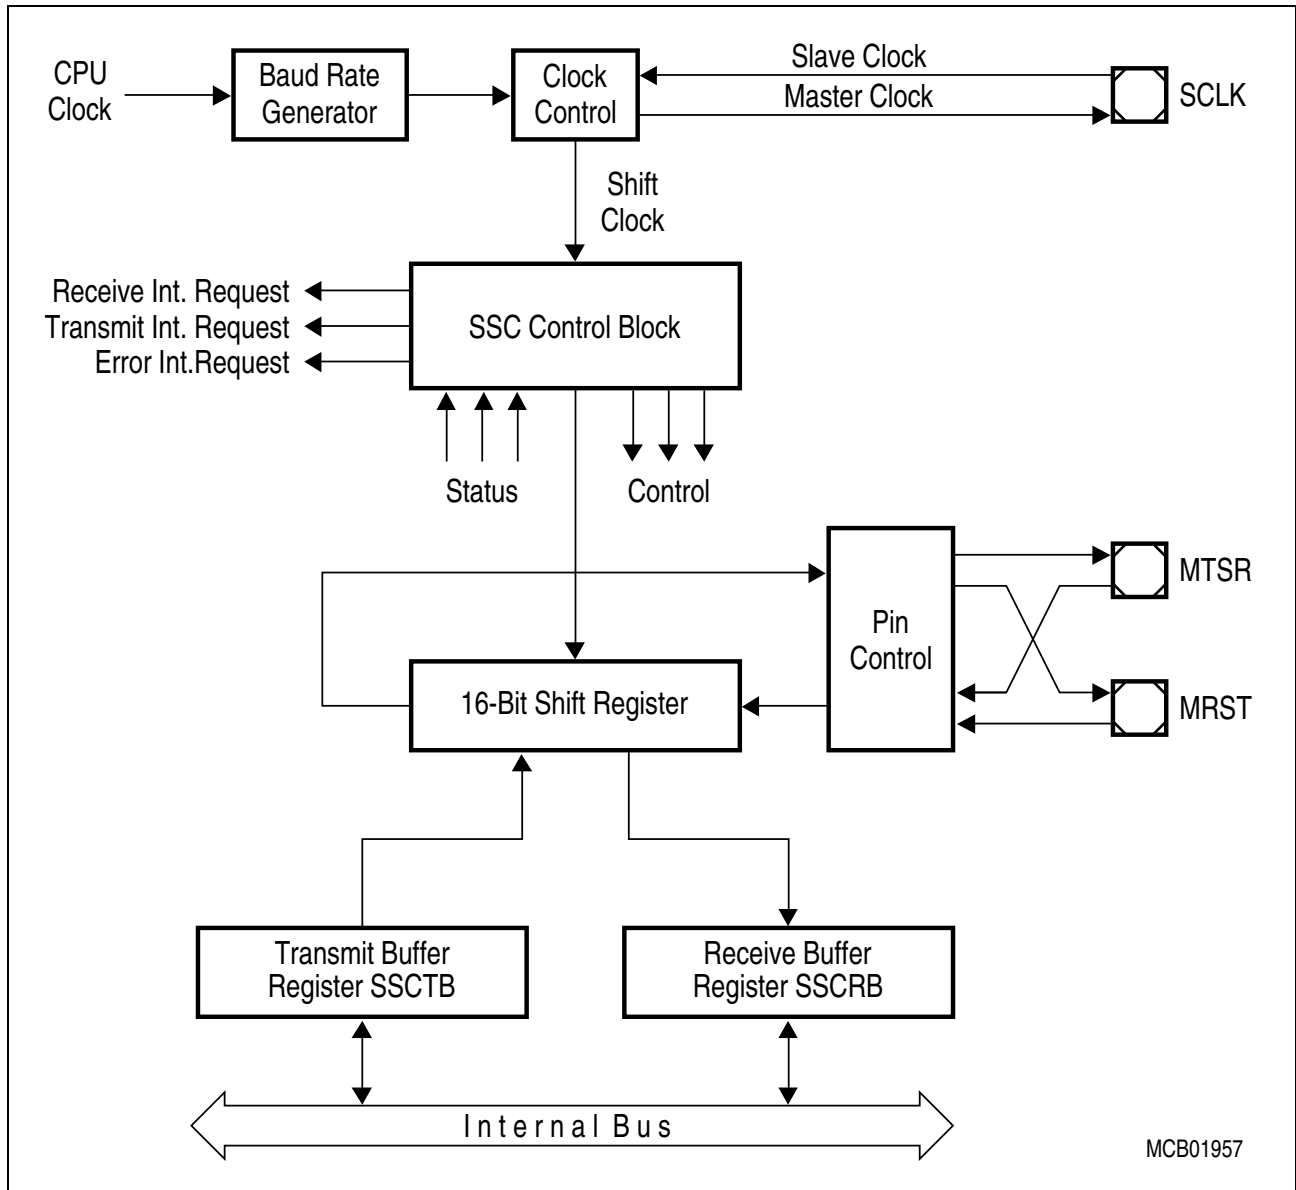 CPU
Clock
Baud Rate
Generator
Clock
Control
Slave Clock
Master Clock
SCLK
Shift
Clock
Receive Int. Request
Transmit Int. Request
Error Int.Request
SSC Control Block
Status
Control
Pin
Control
MTSR
MRST
16-Bit Shift Register
Transmit Buffer
Register SSCTB
Receive Buffer
Register SSCRB
Internal Bus
MCB01957